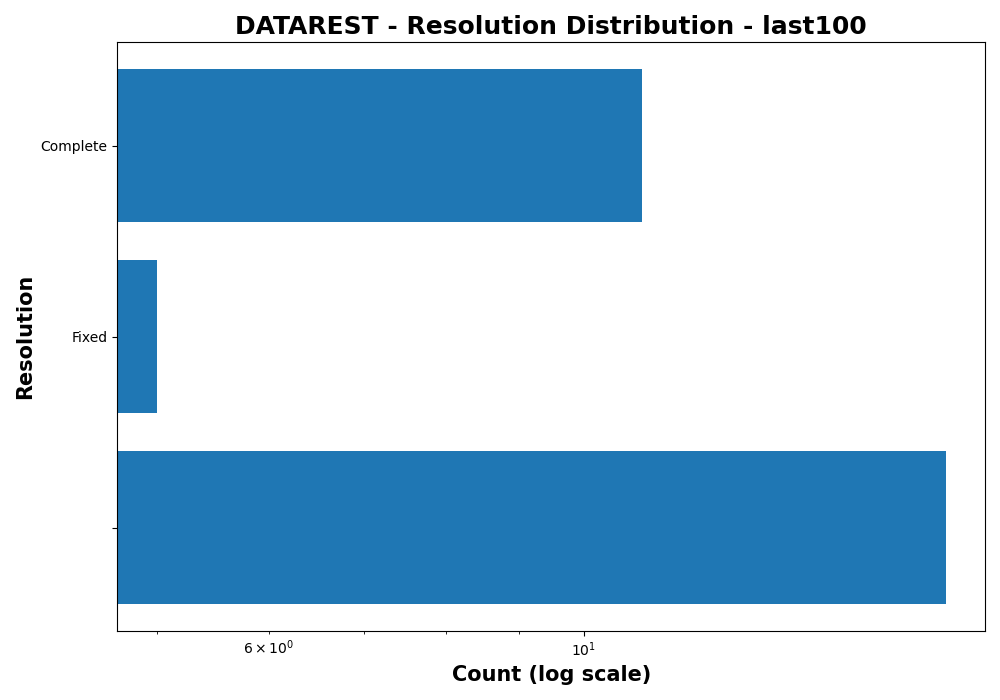 DATAREST - Resolution Distribution - last100
Complete
Fixed
Resolution
6 × 10⁰
10¹
Count (log scale)